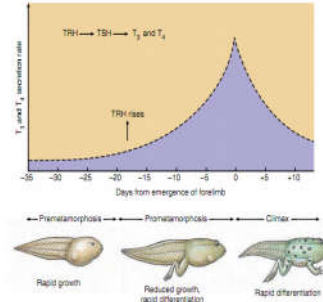 TRH → TSH → T3 and T4
T3 and T4 secretion rate
TRH rises
-35 -30 -25 -20 -15 -10 -5 0 +5 +10
Days from emergence of forelimb
Premetamorphosis Prometamorphosis Climax
Rapid growth
Reduced growth,
rapid differentiation
Rapid differentiation